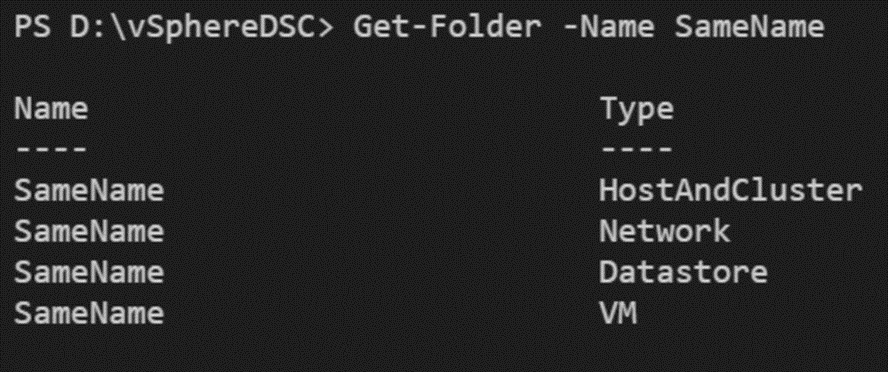 PS D:\vSphereDSC> Get-Folder -Name SameName
Name Type
---- ----
SameName HostAndCluster
SameName Network
SameName Datastore
SameName VM